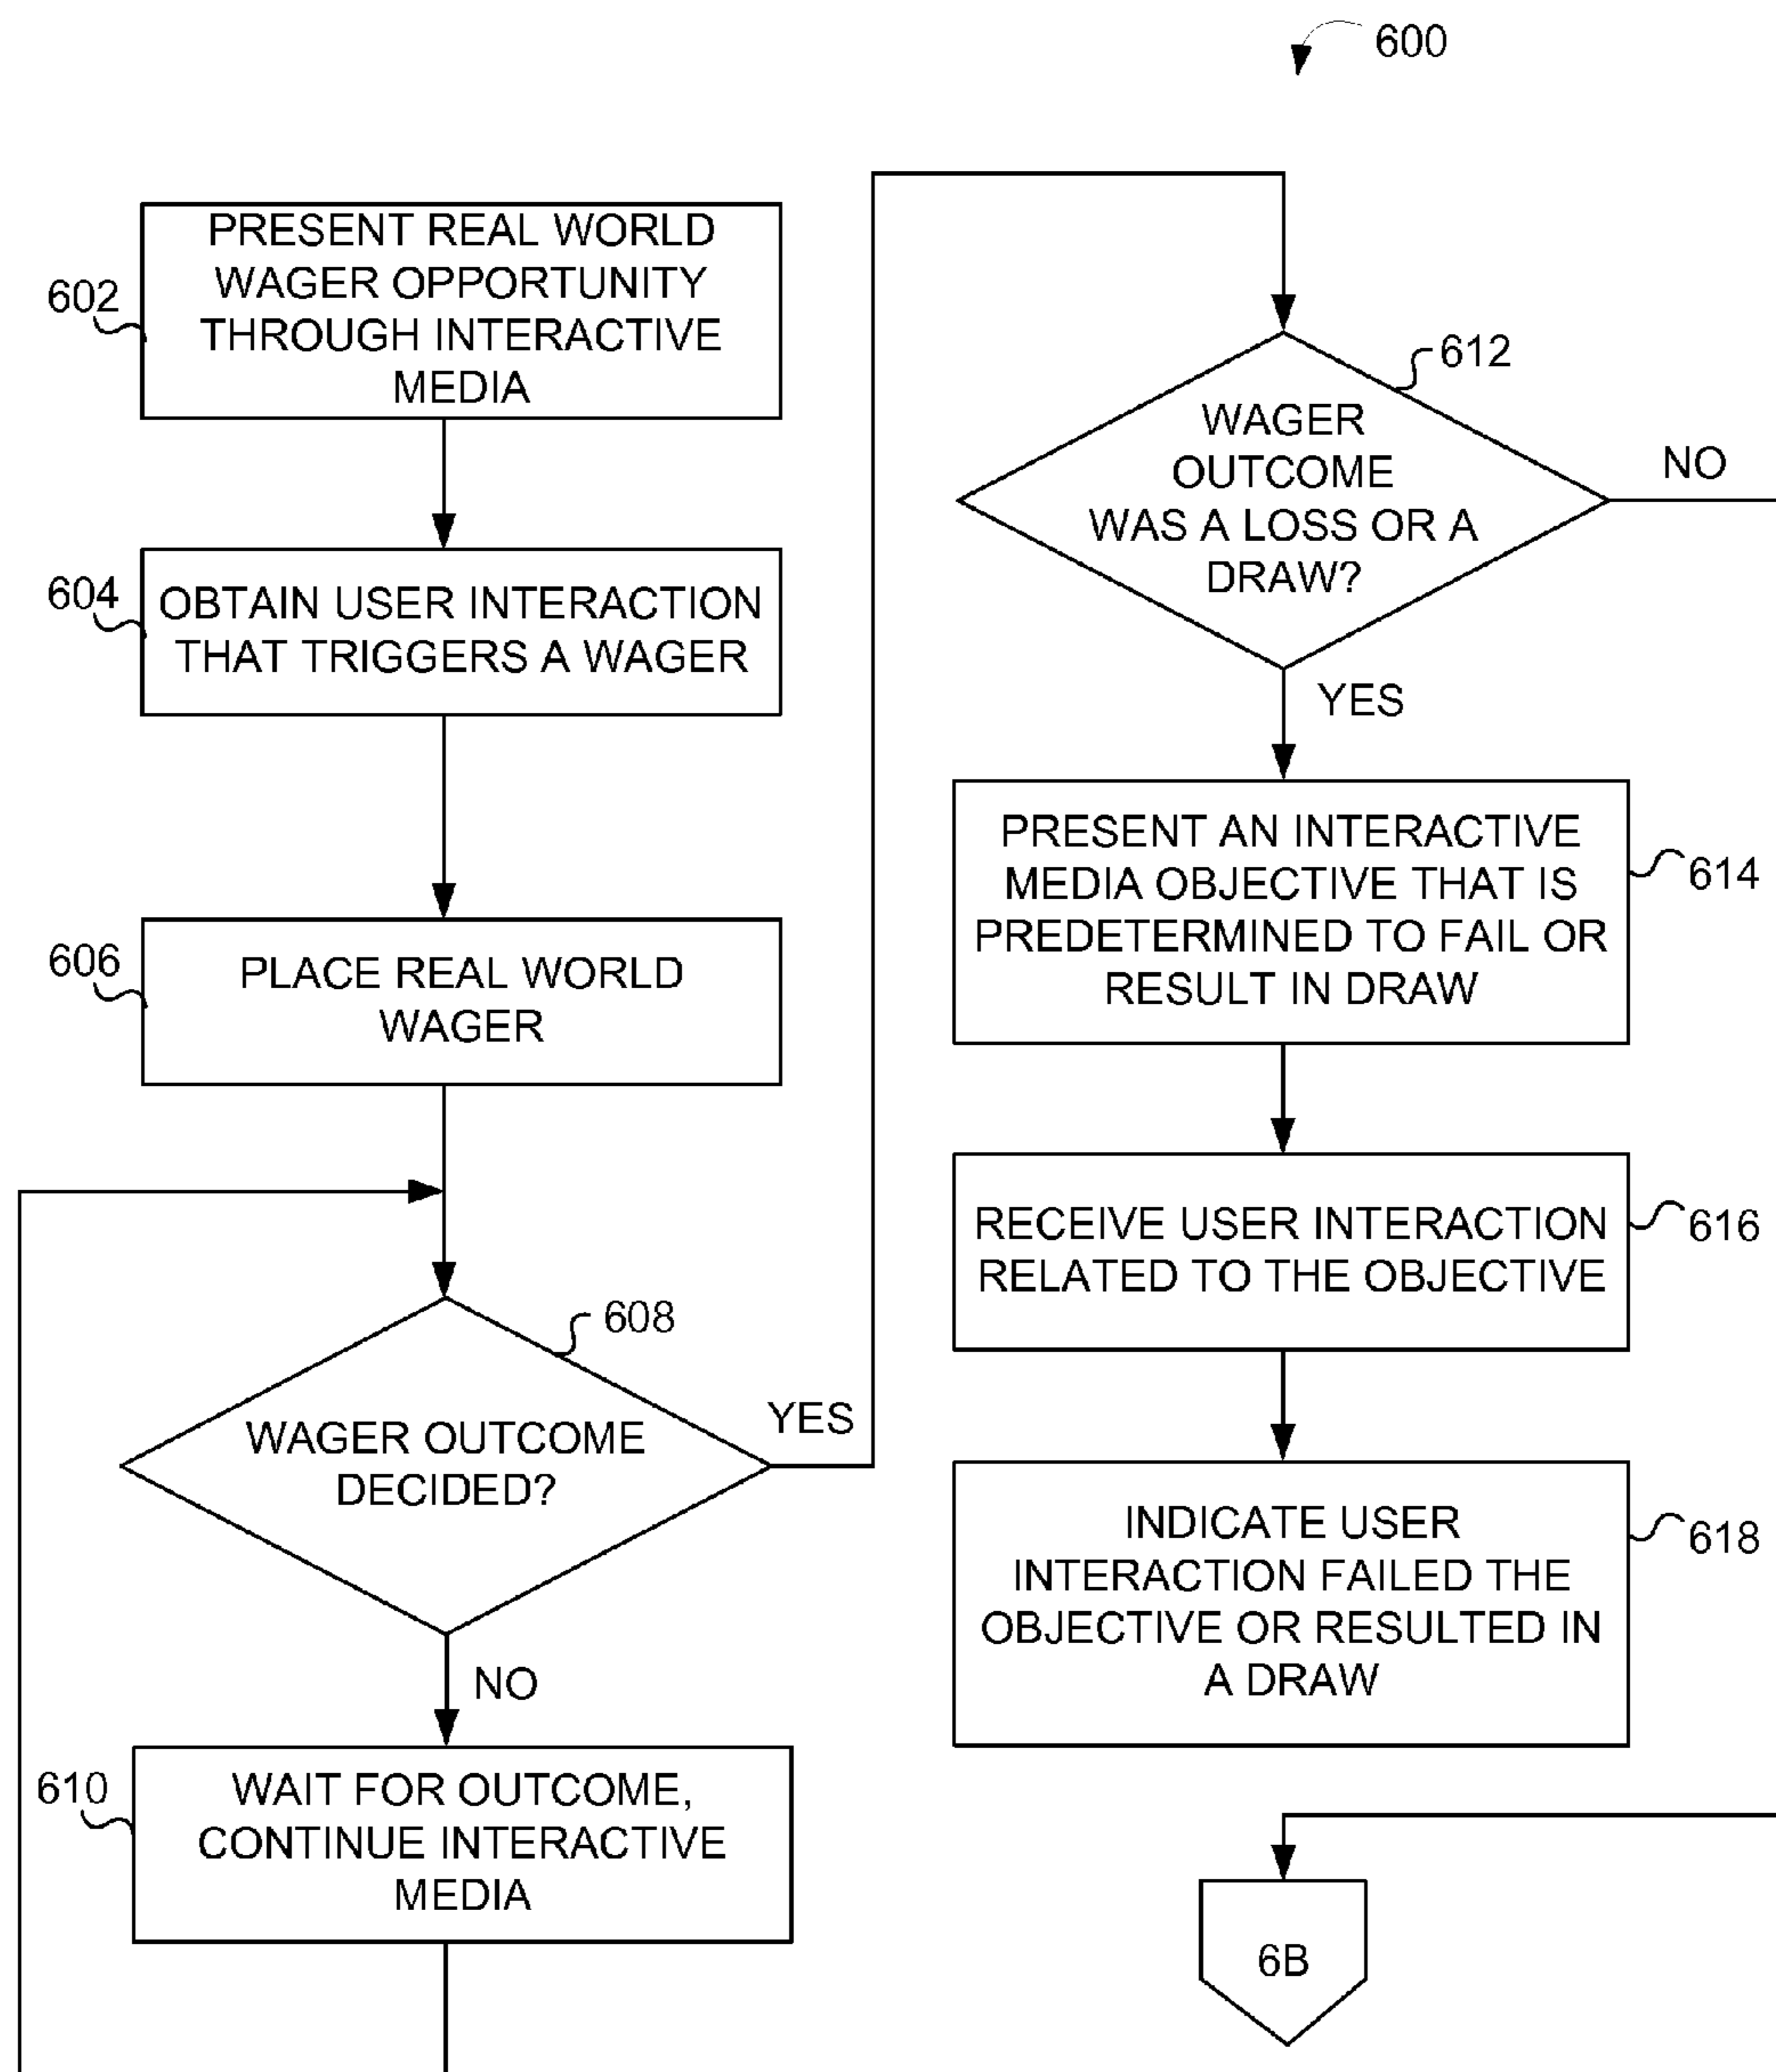 600
602
PRESENT REAL WORLD
WAGER OPPORTUNITY
THROUGH INTERACTIVE
MEDIA
604
OBTAIN USER INTERACTION
THAT TRIGGERS A WAGER
606
PLACE REAL WORLD
WAGER
608
WAGER OUTCOME
DECIDED?
YES
NO
610
WAIT FOR OUTCOME,
CONTINUE INTERACTIVE
MEDIA
612
WAGER
OUTCOME
WAS A LOSS OR A
DRAW?
NO
YES
PRESENT AN INTERACTIVE
MEDIA OBJECTIVE THAT IS
PREDETERMINED TO FAIL OR
RESULT IN DRAW
614
RECEIVE USER INTERACTION
RELATED TO THE OBJECTIVE
616
INDICATE USER
INTERACTION FAILED THE
OBJECTIVE OR RESULTED IN
A DRAW
618
6B